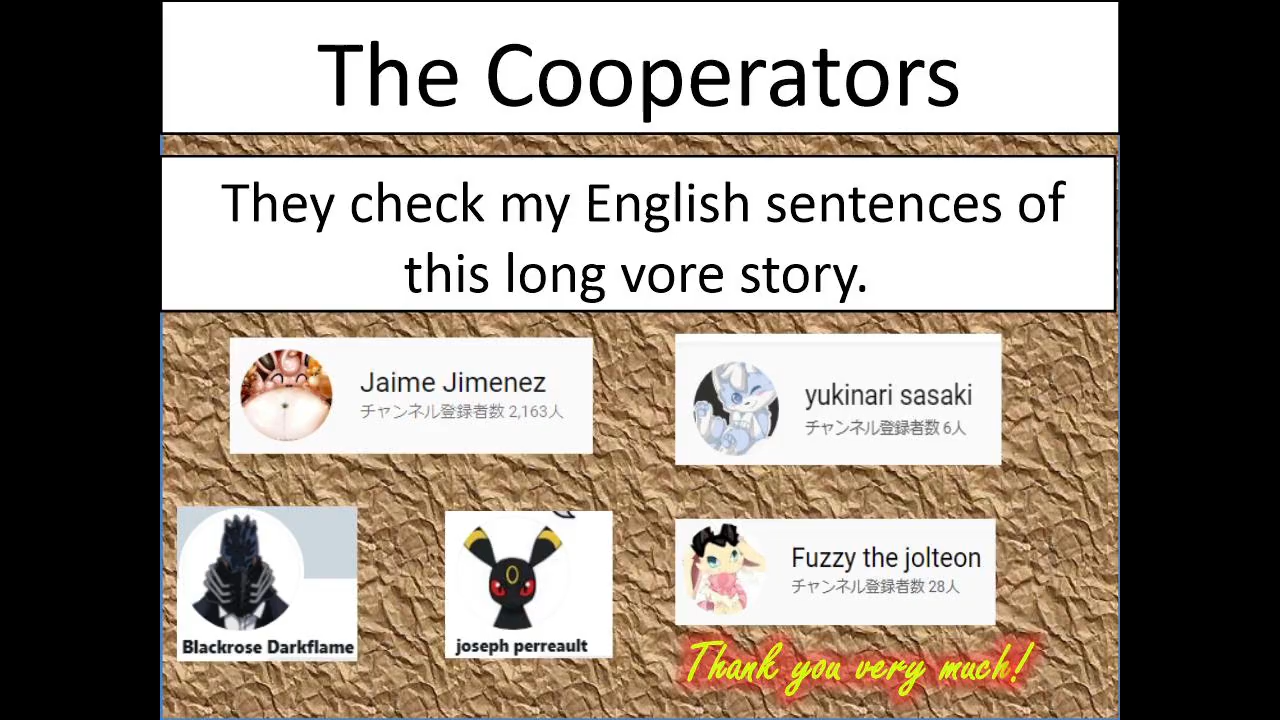 The Cooperators
They check my English sentences of
this long vore story.
Jaime Jimenez
チャンネル登録者数 2,163人
yukinari sasaki
チャンネル登録者数 6人
Blackrose Darkflame
joseph perreault
Fuzzy the jolteon
チャンネル登録者数 28人
Thank you very much!